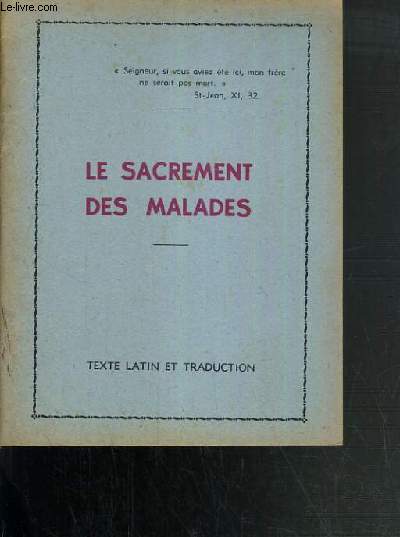 Le-livre.com
« Seigneur, si vous aviez été ici, mon frère
ne serait pas mort. »
St-Jean, XI, 32.
LE SACREMENT
DES MALADES
TEXTE LATIN ET TRADUCTION